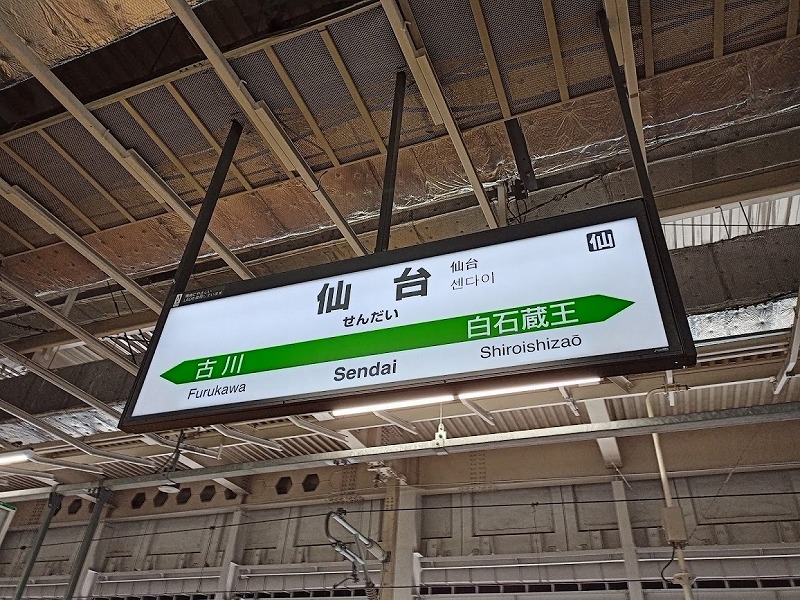 仙
仙台
仙台
센다이
せんだい
古川
白石蔵王
Furukawa
Sendai
Shiroishizaō